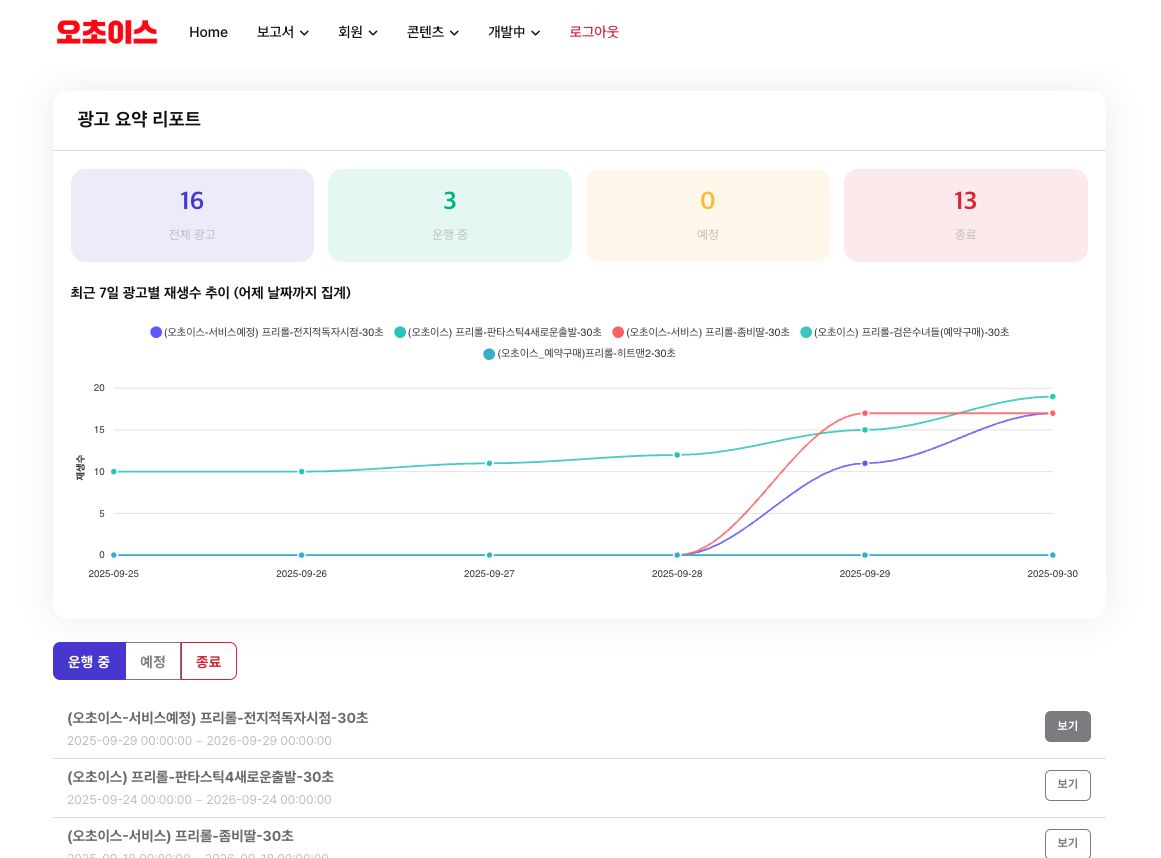 오초이스 Home 보고서 회원 콘텐츠 개발중 로그아웃
광고 요약 리포트
16 3 0 13
전체 광고 운행 중 예정 종료
최근 7일 광고별 재생수 추이 (어제 날짜까지 집계)
(오초이스-서비스예정) 프리롤-전지적독자시점-30초 (오초이스) 프리롤-판타스틱4새로운출발-30초 (오초이스-서비스) 프리롤-좀비딸-30초 (오초이스) 프리롤-검은수녀들(예약구매)-30초
(오초이스_예약구매)프리롤-히트맨2-30초
20
15
재생수
10
5
0
2025-09-25 2025-09-26 2025-09-27 2025-09-28 2025-09-29 2025-09-30
운행 중 예정 종료
(오초이스-서비스예정) 프리롤-전지적독자시점-30초
2025-09-29 00:00:00 ~ 2026-09-29 00:00:00
보기
(오초이스) 프리롤-판타스틱4새로운출발-30초
2025-09-24 00:00:00 ~ 2026-09-24 00:00:00
보기
(오초이스-서비스) 프리롤-좀비딸-30초
2025-09-18 00:00:00 ~ 2026-09-18 00:00:00
보기